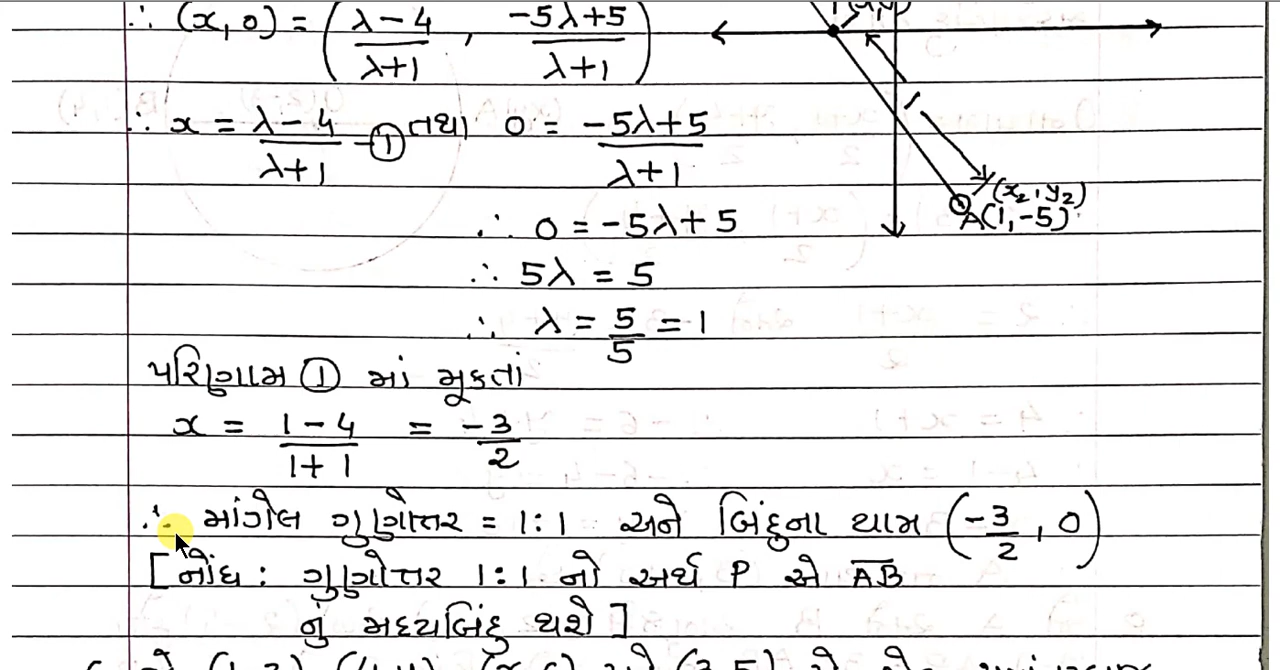 ∴ (x, 0) = ( λ-4 / λ+1 , -5λ+5 / λ+1 )
∴ x = λ-4 / λ+1 -① તથા 0 = -5λ+5 / λ+1
(x₂, y₂)
A(1, -5)
∴ 0 = -5λ + 5
∴ 5λ = 5
∴ λ = 5/5 = 1
પરિણામ ① માં મૂકતાં
x = 1-4 / 1+1 = -3/2
∴ માંગેલ ગુણોત્તર = 1:1 અને બિંદુના યામ (-3/2, 0)
[નોંધ : ગુણોત્તર 1:1 નો અર્થ P એ A̅B̅
નું મધ્યબિંદુ થશે ]